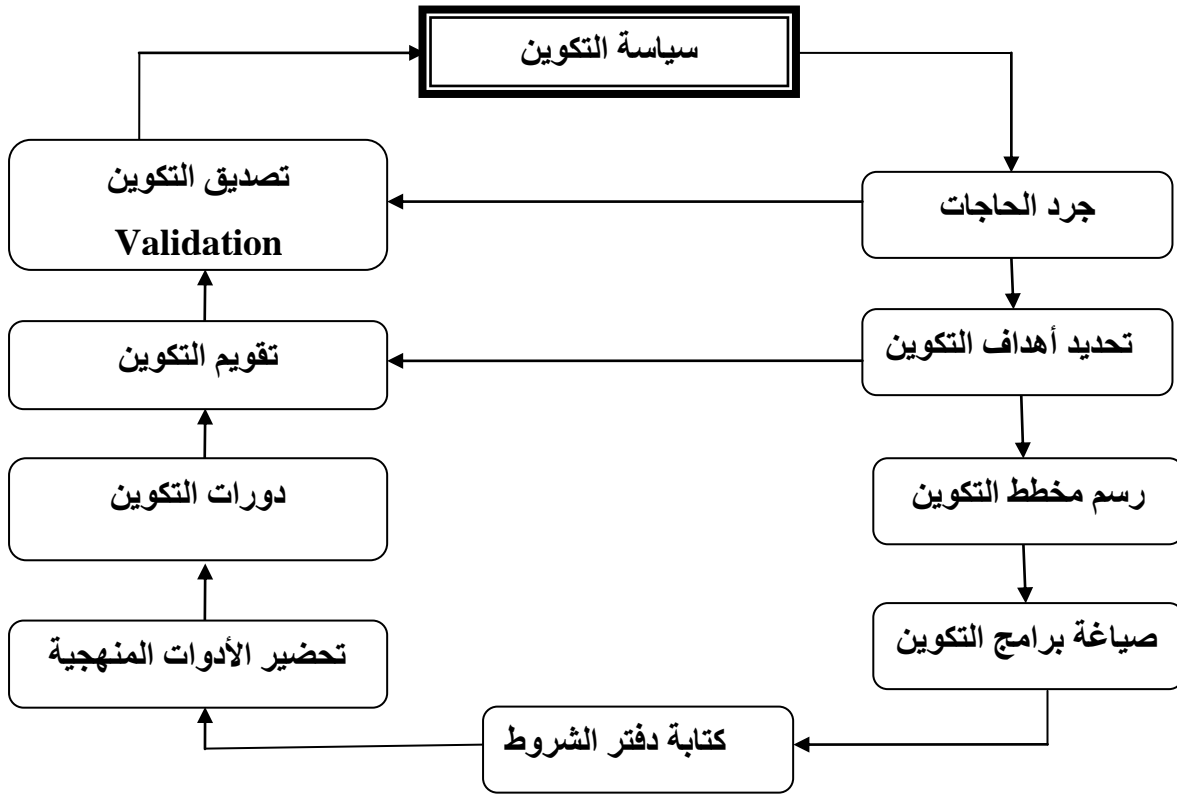 سياسة التكوين
جرد الحاجات
تصديق التكوين
Validation
تحديد أهداف التكوين
تقويم التكوين
رسم مخطط التكوين
دورات التكوين
صياغة برامج التكوين
تحضير الأدوات المنهجية
كتابة دفتر الشروط